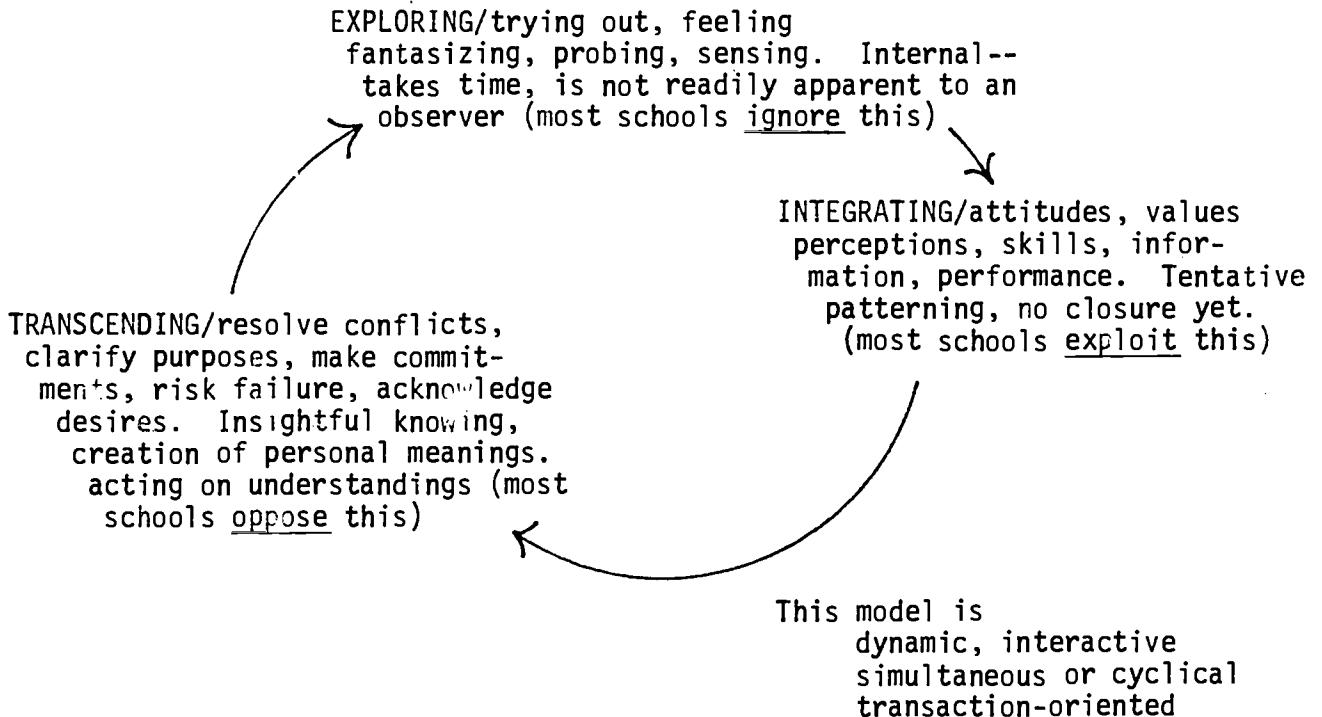 EXPLORING/trying out, feeling
fantasizing, probing, sensing. Internal--
takes time, is not readily apparent to an
observer (most schools ignore this)
INTEGRATING/attitudes, values
perceptions, skills, infor-
mation, performance. Tentative
patterning, no closure yet.
(most schools exploit this)
TRANSCENDING/resolve conflicts,
clarify purposes, make commit-
ments, risk failure, acknowledge
desires. Insightful knowing,
creation of personal meanings.
acting on understandings (most
schools oppose this)
This model is
dynamic, interactive
simultaneous or cyclical
transaction-oriented